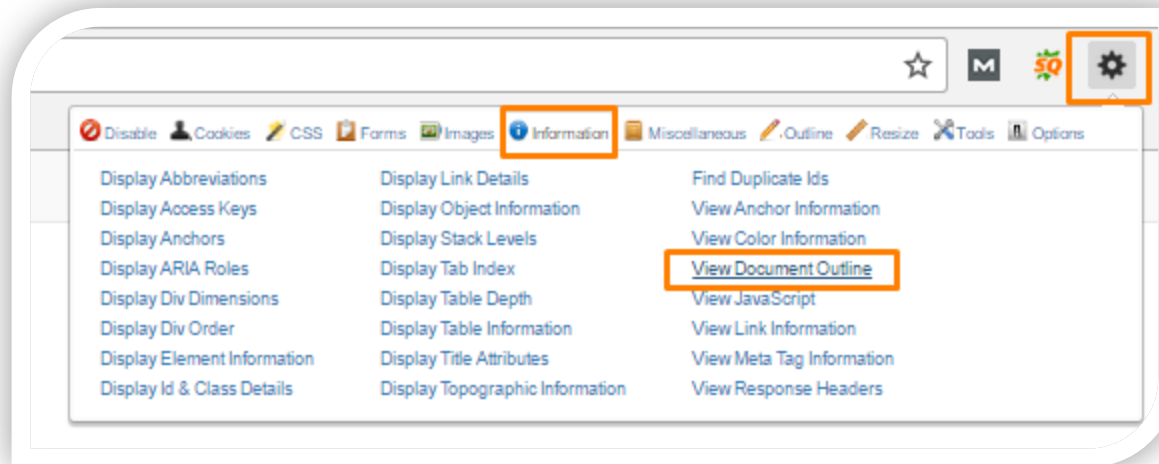 M SQ
Disable Cookies CSS Forms Images Information Miscellaneous Outline Resize Tools Options
Display Abbreviations Display Link Details Find Duplicate Ids
Display Access Keys Display Object Information View Anchor Information
Display Anchors Display Stack Levels View Color Information
Display ARIA Roles Display Tab Index View Document Outline
Display Div Dimensions Display Table Depth View JavaScript
Display Div Order Display Table Information View Link Information
Display Element Information Display Title Attributes View Meta Tag Information
Display Id & Class Details Display Topographic Information View Response Headers